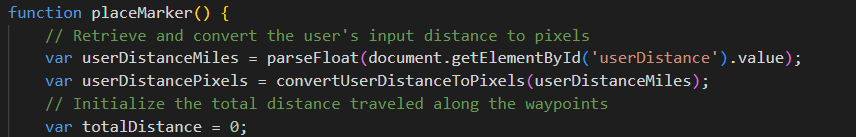 function placeMarker() {
// Retrieve and convert the user's input distance to pixels
var userDistanceMiles = parseFloat(document.getElementById('userDistance').value);
var userDistancePixels = convertUserDistanceToPixels(userDistanceMiles);
// Initialize the total distance traveled along the waypoints
var totalDistance = 0;